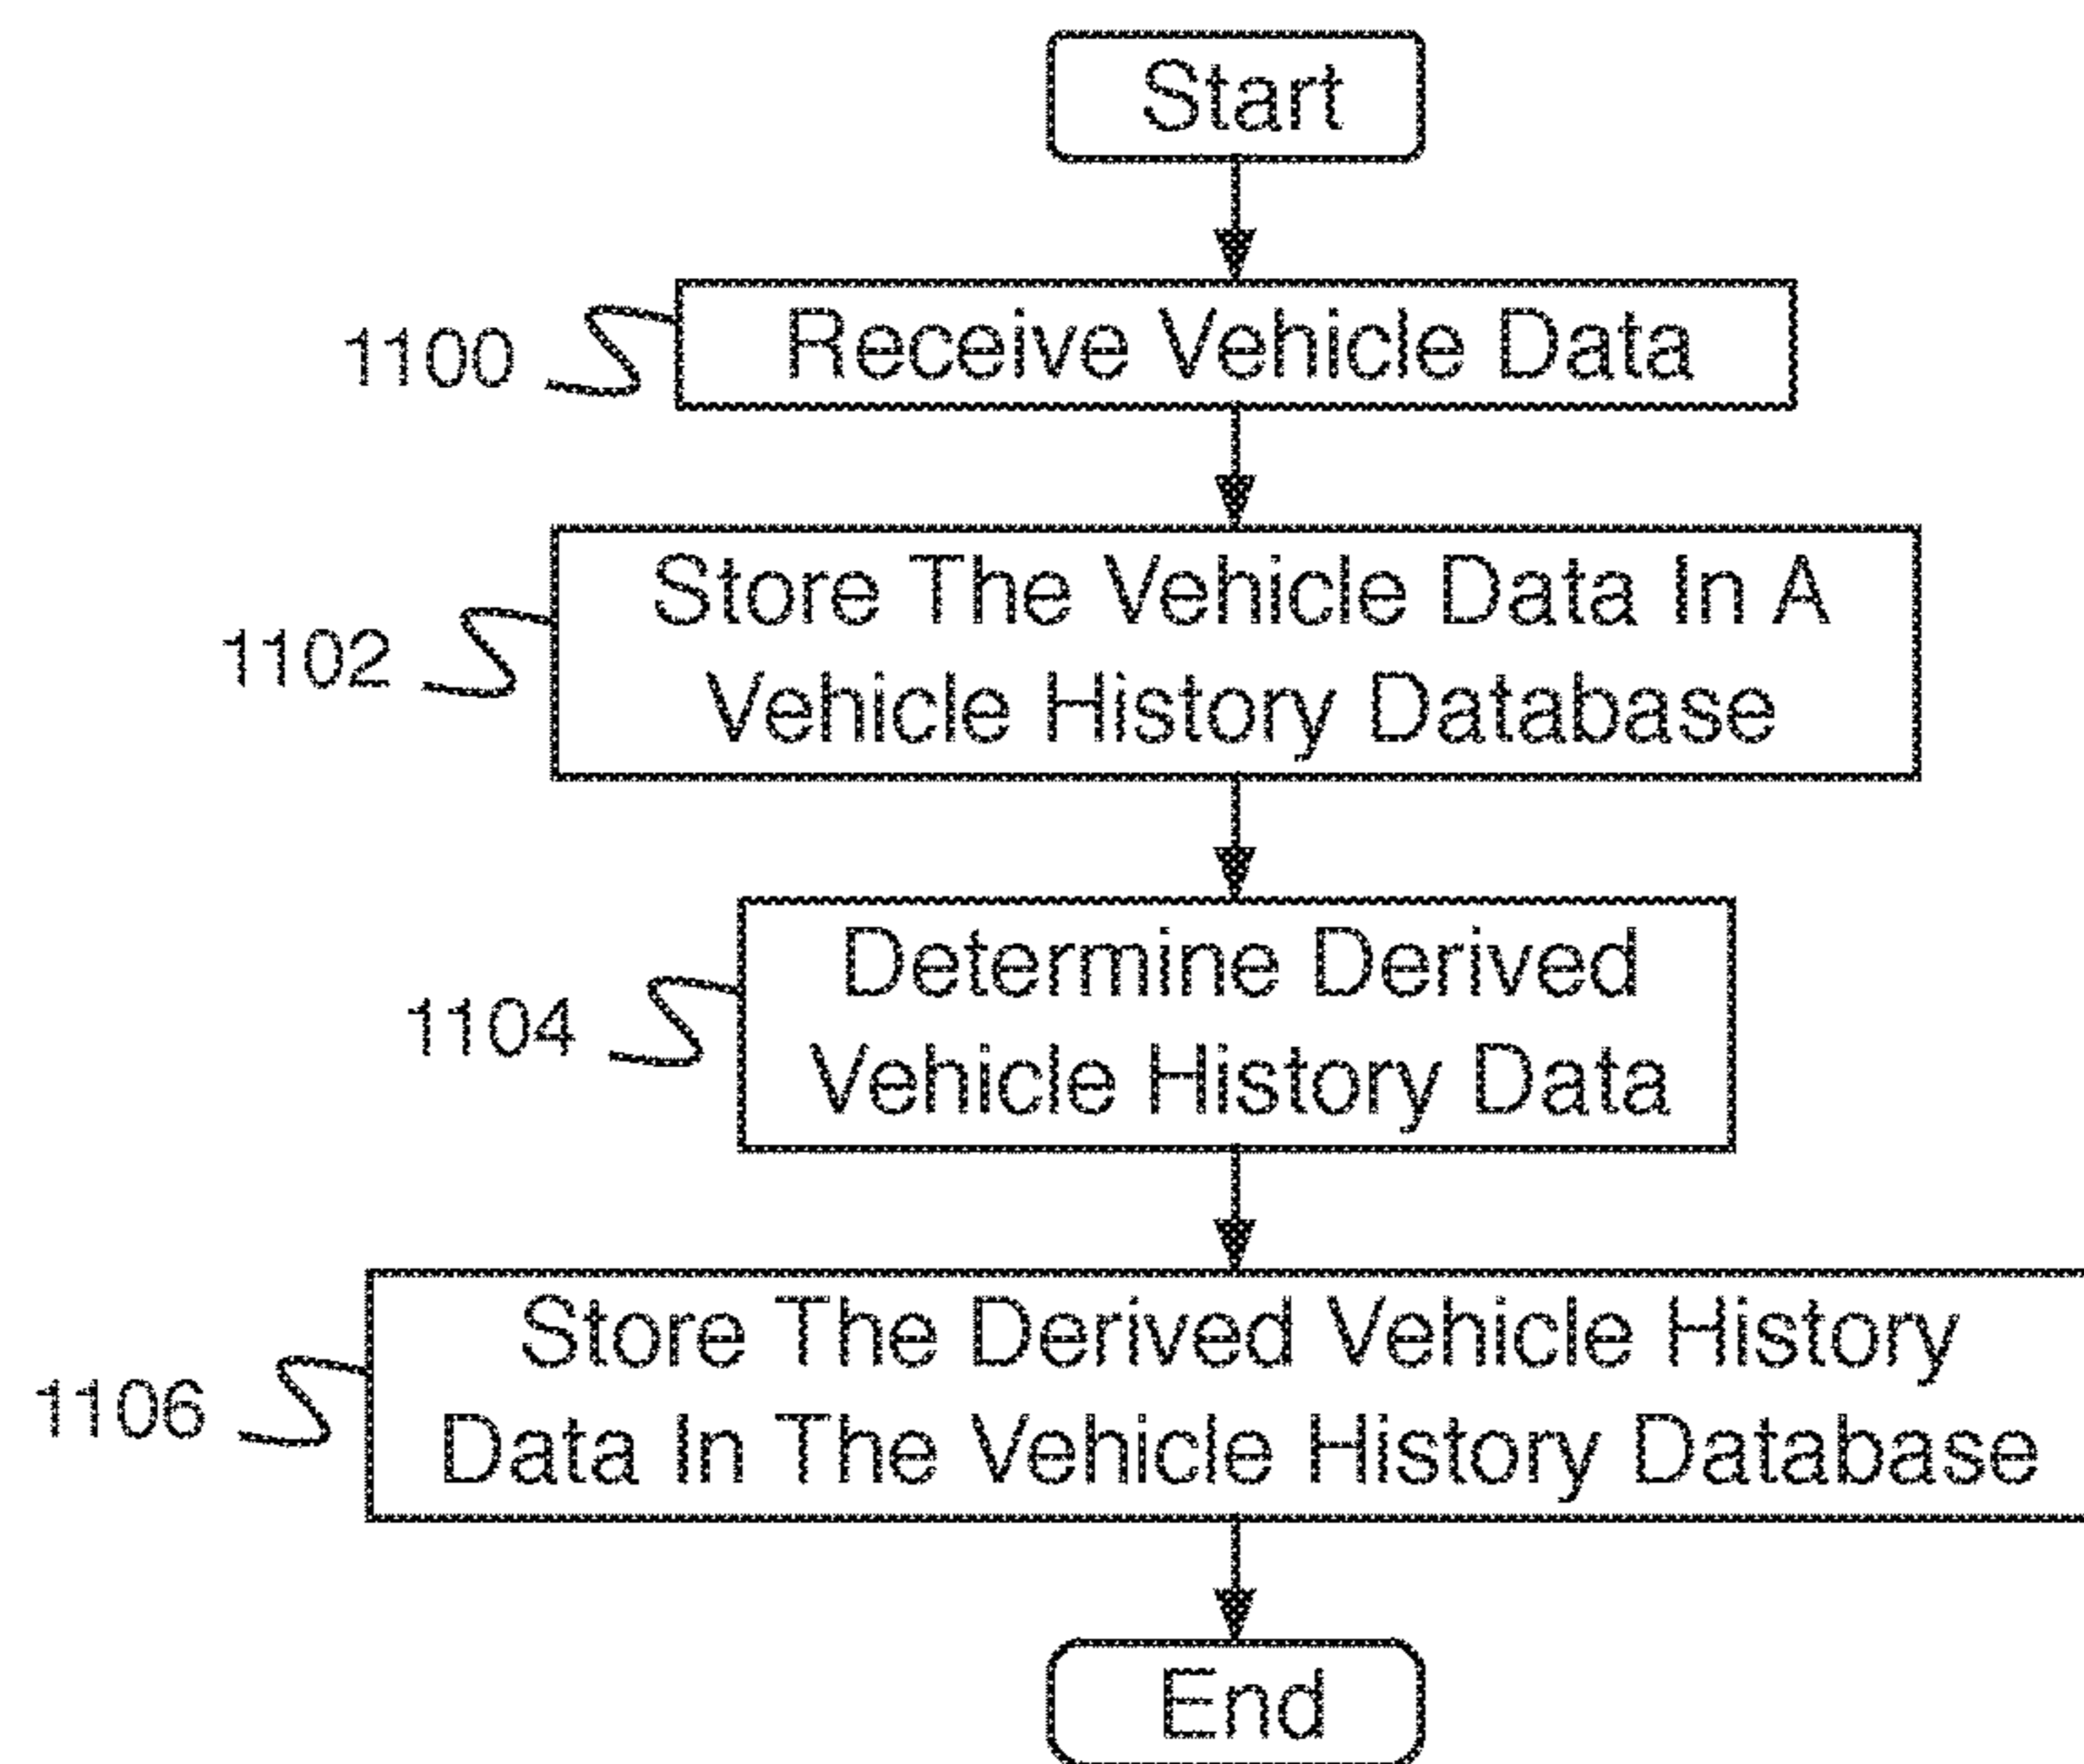 Start
1100
Receive Vehicle Data
1102
Store The Vehicle Data In A
Vehicle History Database
1104
Determine Derived
Vehicle History Data
1106
Store The Derived Vehicle History
Data In The Vehicle History Database
End